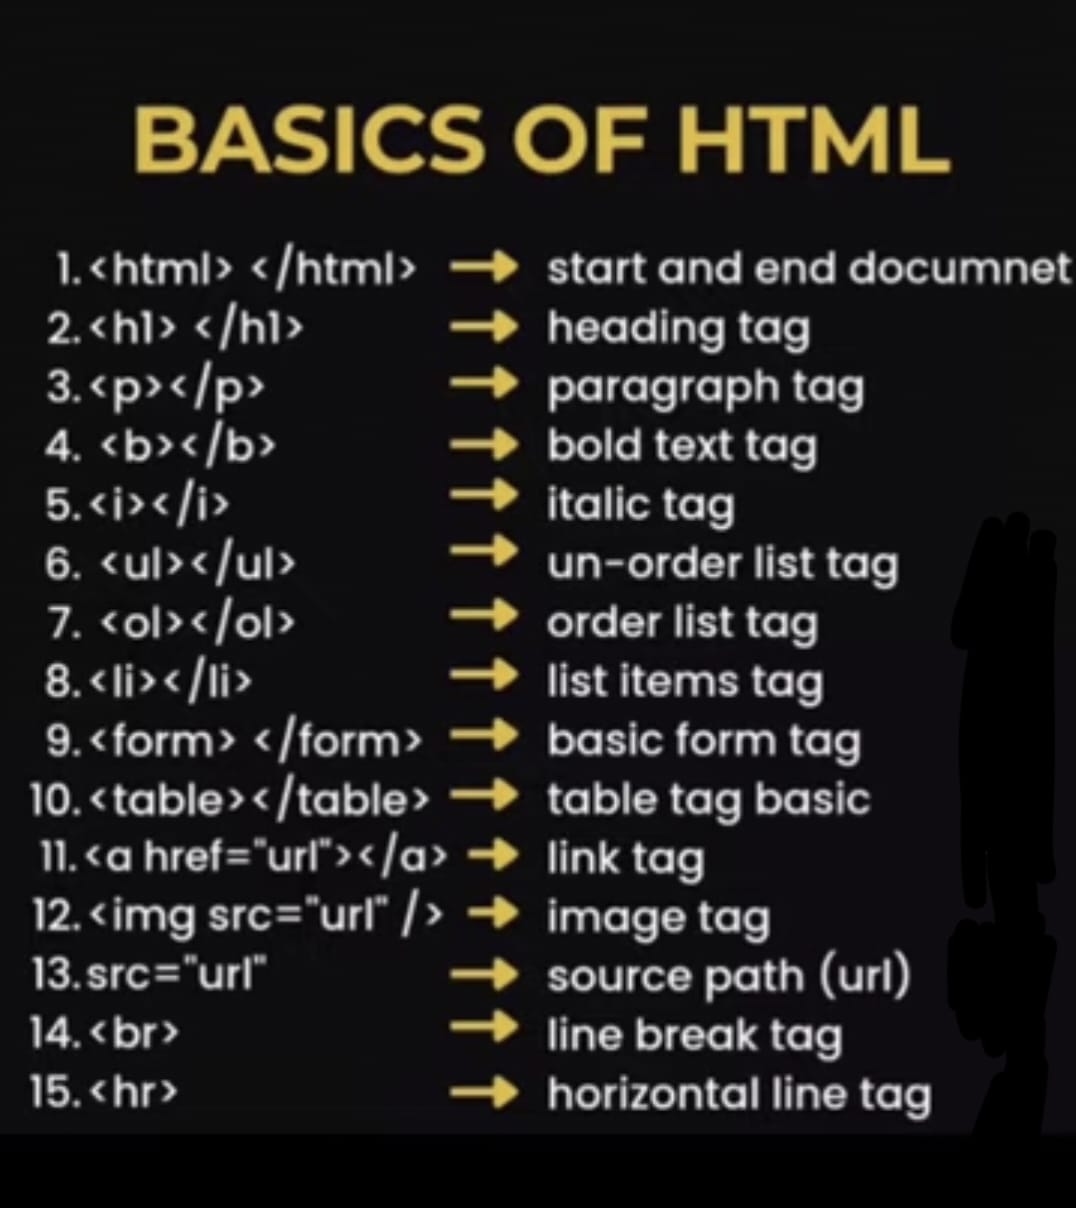 BASICS OF HTML
1. <html> </html> → start and end documnet
2. <h1> </h1> → heading tag
3. <p></p> → paragraph tag
4. <b></b> → bold text tag
5. <i></i> → italic tag
6. <ul></ul> → un-order list tag
7. <ol></ol> → order list tag
8. <li></li> → list items tag
9. <form> </form> → basic form tag
10. <table></table> → table tag basic
11. <a href="url"></a> → link tag
12. <img src="url" /> → image tag
13. src="url" → source path (url)
14. <br> → line break tag
15. <hr> → horizontal line tag